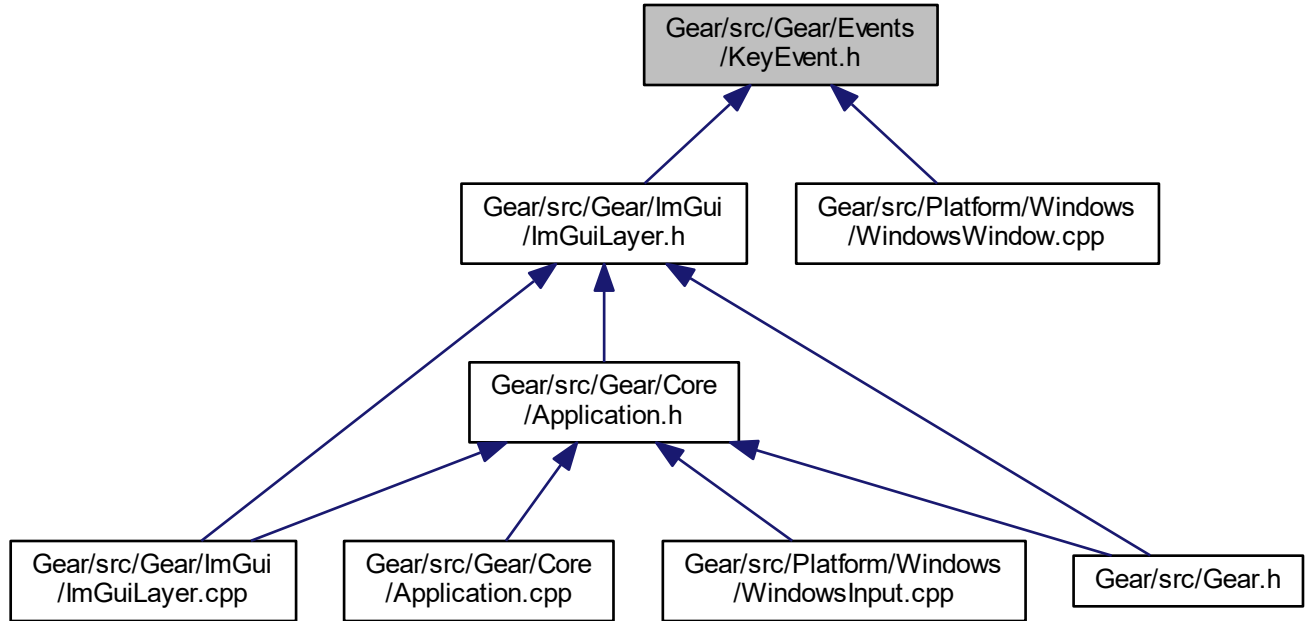 Gear/src/Gear/Events
/KeyEvent.h
Gear/src/Gear/ImGui
/ImGuiLayer.h
Gear/src/Platform/Windows
/WindowsWindow.cpp
Gear/src/Gear/Core
/Application.h
Gear/src/Gear/ImGui
/ImGuiLayer.cpp
Gear/src/Gear/Core
/Application.cpp
Gear/src/Platform/Windows
/WindowsInput.cpp
Gear/src/Gear.h